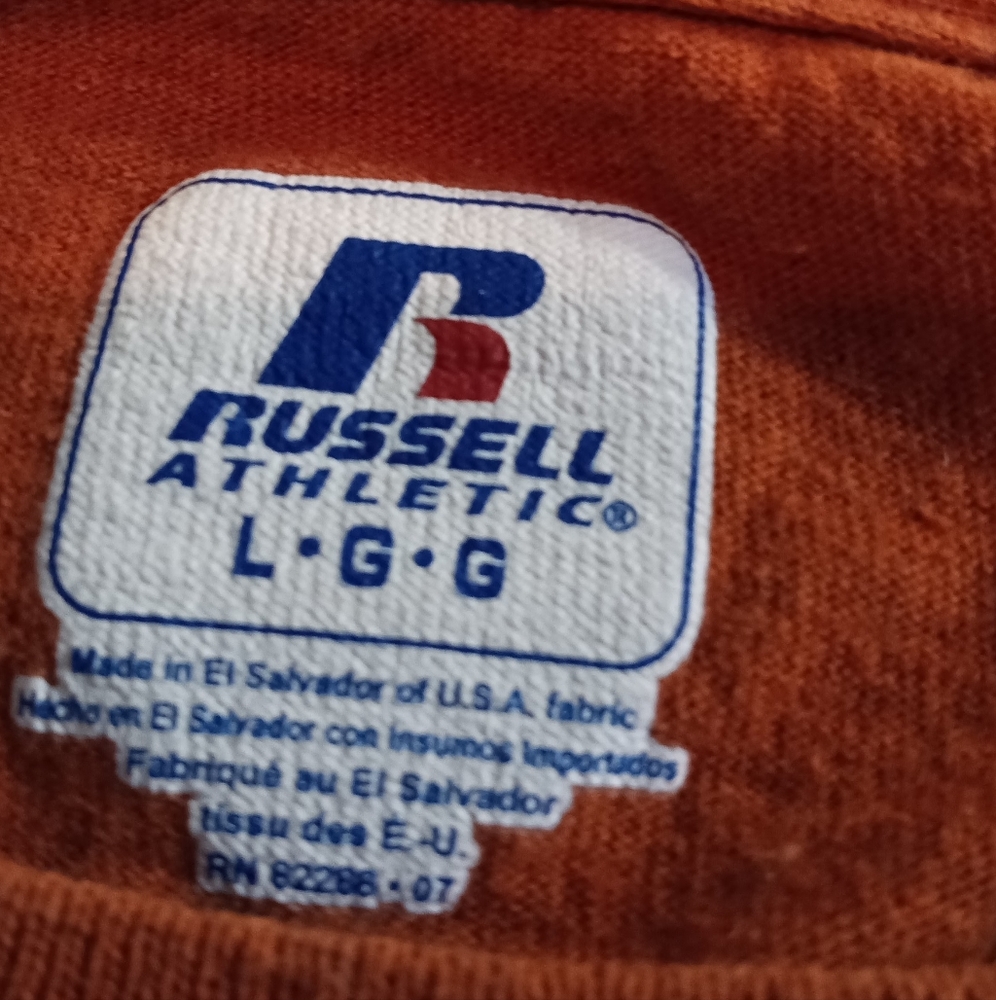 R
RUSSELL
ATHLETIC®
L•G•G
Made in El Salvador of U.S.A. fabric
Hecho en El Salvador con insumos importados
Fabriqué au El Salvador
tissu des É.-U.
RN 62286 • 07